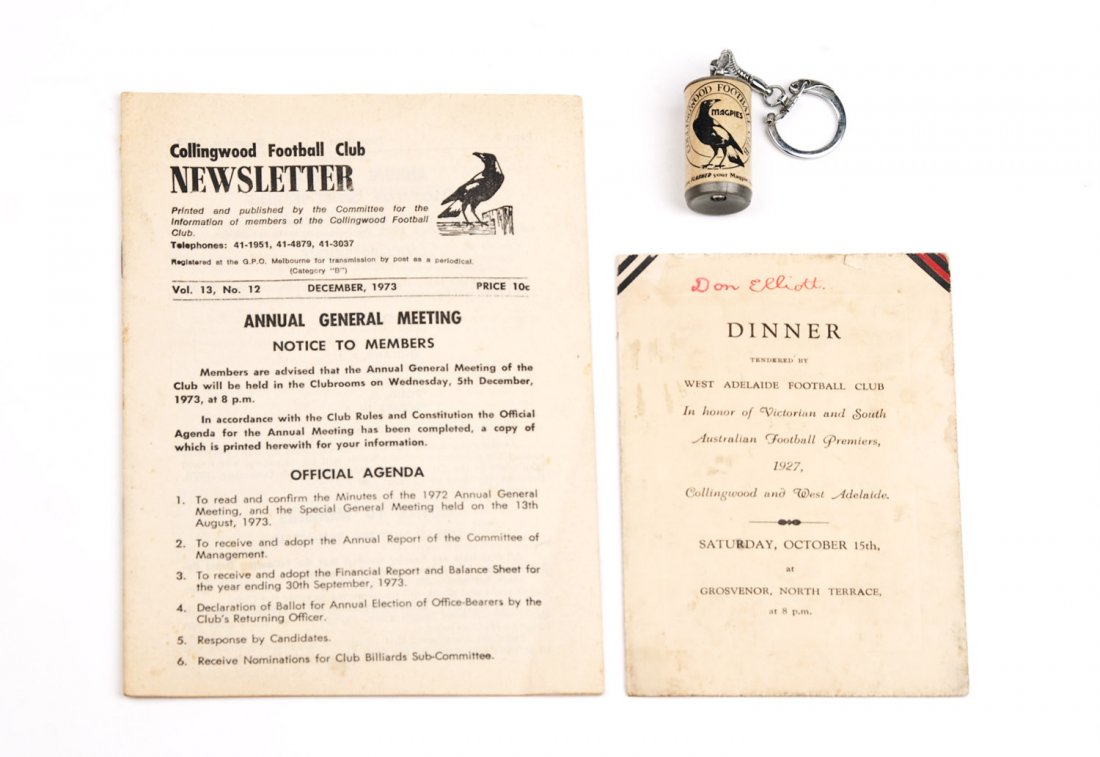 Collingwood Football Club
NEWSLETTER
Printed and published by the Committee for the
Information of members of the Collingwood Football
Club.
Telephones: 41-1951, 41-4879, 41-3037
Registered at the G.P.O. Melbourne for transmission by post as a periodical.
(Category "B")
Vol. 13, No. 12 DECEMBER, 1973 PRICE 10c
ANNUAL GENERAL MEETING
NOTICE TO MEMBERS
Members are advised that the Annual General Meeting of the
Club will be held in the Clubrooms on Wednesday, 5th December,
1973, at 8 p.m.
In accordance with the Club Rules and Constitution the Official
Agenda for the Annual Meeting has been completed, a copy of
which is printed herewith for your information.
OFFICIAL AGENDA
1. To read and confirm the Minutes of the 1972 Annual General
Meeting, and the Special General Meeting held on the 13th
August, 1973.
2. To receive and adopt the Annual Report of the Committee of
Management.
3. To receive and adopt the Financial Report and Balance Sheet for
the year ending 30th September, 1973.
4. Declaration of Ballot for Annual Election of Office-Bearers by the
Club's Returning Officer.
5. Response by Candidates.
6. Receive Nominations for Club Billiards Sub-Committee.
FOOTBALL
MAGPIES
your
Don Elliott.
DINNER
TENDERED BY
WEST ADELAIDE FOOTBALL CLUB
In honor of Victorian and South
Australian Football Premiers,
1927,
Collingwood and West Adelaide.
SATURDAY, OCTOBER 15th,
at
GROSVENOR, NORTH TERRACE,
at 8 p.m.